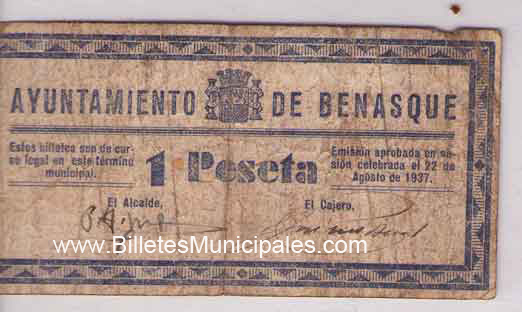 AYUNTAMIENTO DE BENASQUE
Estos billetes son de cur-
so legal en este término
municipal.
1 Peseta
Emisión aprobada en se-
sión celebrada el 22 de
Agosto de 1937.
El Alcalde,
El Cajero,
www.BilletesMunicipales.com